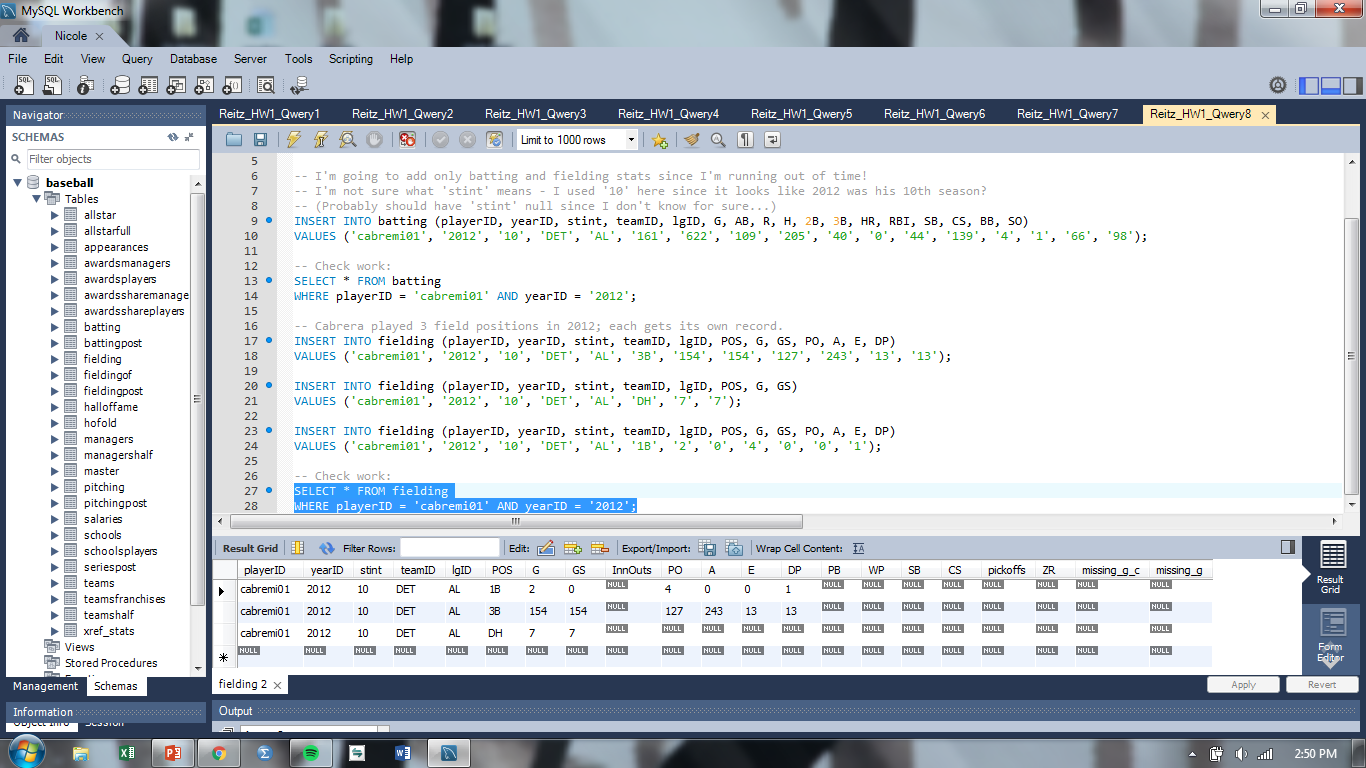 MySQL Workbench
Nicole
File Edit View Query Database Server Tools Scripting Help
Navigator
SCHEMAS
Filter objects
baseball
Tables
allstar
allstarfull
appearances
awardsmanagers
awardsplayers
awardssharemanage
awardsshareplayers
batting
battingpost
fielding
fieldingof
fieldingpost
halloffame
hofold
managers
managershalf
master
pitching
pitchingpost
salaries
schools
schoolsplayers
seriespost
teams
teamsfranchises
teamshalf
xref_stats
Views
Stored Procedures
Management Schemas
Information
Object Info Session
Reitz_HW1_Qwery1 Reitz_HW1_Qwery2 Reitz_HW1_Qwery3 Reitz_HW1_Qwery4 Reitz_HW1_Qwery5 Reitz_HW1_Qwery6 Reitz_HW1_Qwery7 Reitz_HW1_Qwery8
Limit to 1000 rows
5
6 -- I'm going to add only batting and fielding stats since I'm running out of time!
7 -- I'm not sure what 'stint' means - I used '10' here since it looks like 2012 was his 10th season?
8 -- (Probably should have 'stint' null since I don't know for sure...)
9 INSERT INTO batting (playerID, yearID, stint, teamID, lgID, G, AB, R, H, 2B, 3B, HR, RBI, SB, CS, BB, SO)
10 VALUES ('cabremi01', '2012', '10', 'DET', 'AL', '161', '622', '109', '205', '40', '0', '44', '139', '4', '1', '66', '98');
11
12 -- Check work:
13 SELECT * FROM batting
14 WHERE playerID = 'cabremi01' AND yearID = '2012';
15
16 -- Cabrera played 3 field positions in 2012; each gets its own record.
17 INSERT INTO fielding (playerID, yearID, stint, teamID, lgID, POS, G, GS, PO, A, E, DP)
18 VALUES ('cabremi01', '2012', '10', 'DET', 'AL', '3B', '154', '154', '127', '243', '13', '13');
19
20 INSERT INTO fielding (playerID, yearID, stint, teamID, lgID, POS, G, GS)
21 VALUES ('cabremi01', '2012', '10', 'DET', 'AL', 'DH', '7', '7');
22
23 INSERT INTO fielding (playerID, yearID, stint, teamID, lgID, POS, G, GS, PO, A, E, DP)
24 VALUES ('cabremi01', '2012', '10', 'DET', 'AL', '1B', '2', '0', '4', '0', '0', '1');
25
26 -- Check work:
27 SELECT * FROM fielding
28 WHERE playerID = 'cabremi01' AND yearID = '2012';
Result Grid Filter Rows: Edit: Export/Import: Wrap Cell Content:
playerID yearID stint teamID lgID POS G GS InnOuts PO A E DP PB WP SB CS pickoffs ZR missing_g_c missing_g
cabremi01 2012 10 DET AL 1B 2 0 NULL 4 0 0 1 NULL NULL NULL NULL NULL NULL NULL NULL
cabremi01 2012 10 DET AL 3B 154 154 NULL 127 243 13 13 NULL NULL NULL NULL NULL NULL NULL NULL
cabremi01 2012 10 DET AL DH 7 7 NULL NULL NULL NULL NULL NULL NULL NULL NULL NULL NULL NULL NULL
NULL NULL NULL NULL NULL NULL NULL NULL NULL NULL NULL NULL NULL NULL NULL NULL NULL NULL NULL NULL NULL
Result
Grid
Form
Editor
fielding 2
Apply Revert
Output
2:50 PM